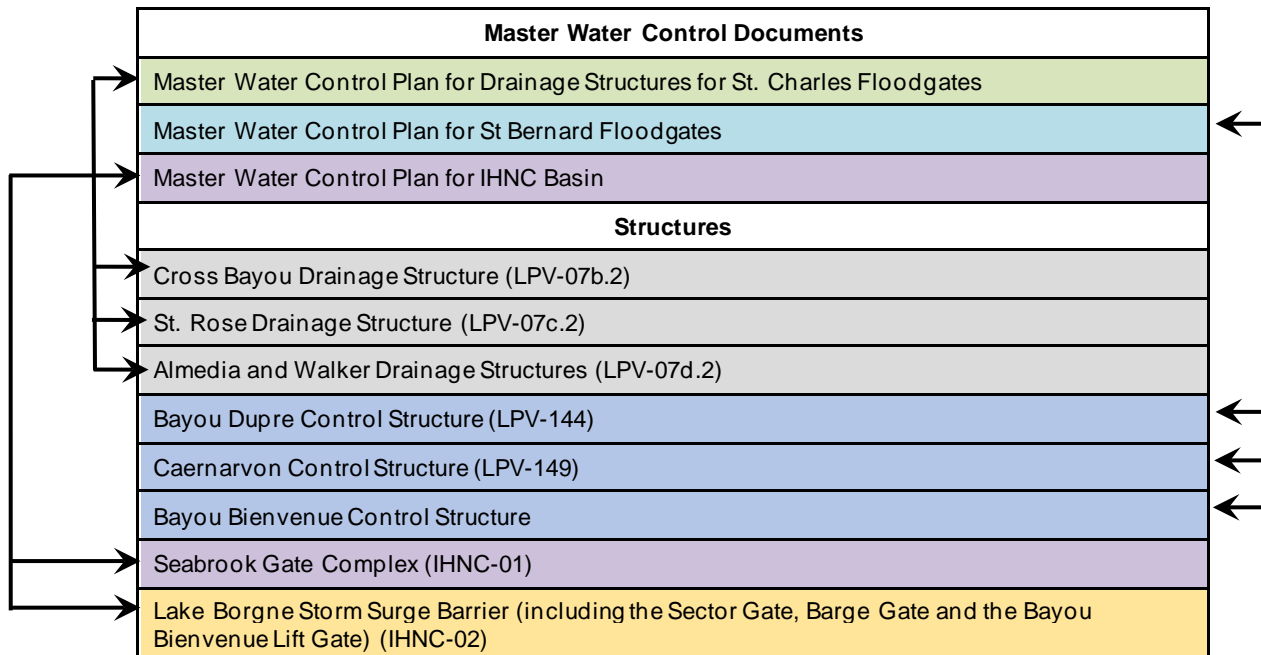 Master Water Control Documents
Master Water Control Plan for Drainage Structures for St. Charles Floodgates
Master Water Control Plan for St Bernard Floodgates
Master Water Control Plan for IHNC Basin
Structures
Cross Bayou Drainage Structure (LPV-07b.2)
St. Rose Drainage Structure (LPV-07c.2)
Almedia and Walker Drainage Structures (LPV-07d.2)
Bayou Dupre Control Structure (LPV-144)
Caernarvon Control Structure (LPV-149)
Bayou Bienvenue Control Structure
Seabrook Gate Complex (IHNC-01)
Lake Borgne Storm Surge Barrier (including the Sector Gate, Barge Gate and the Bayou
Bienvenue Lift Gate) (IHNC-02)